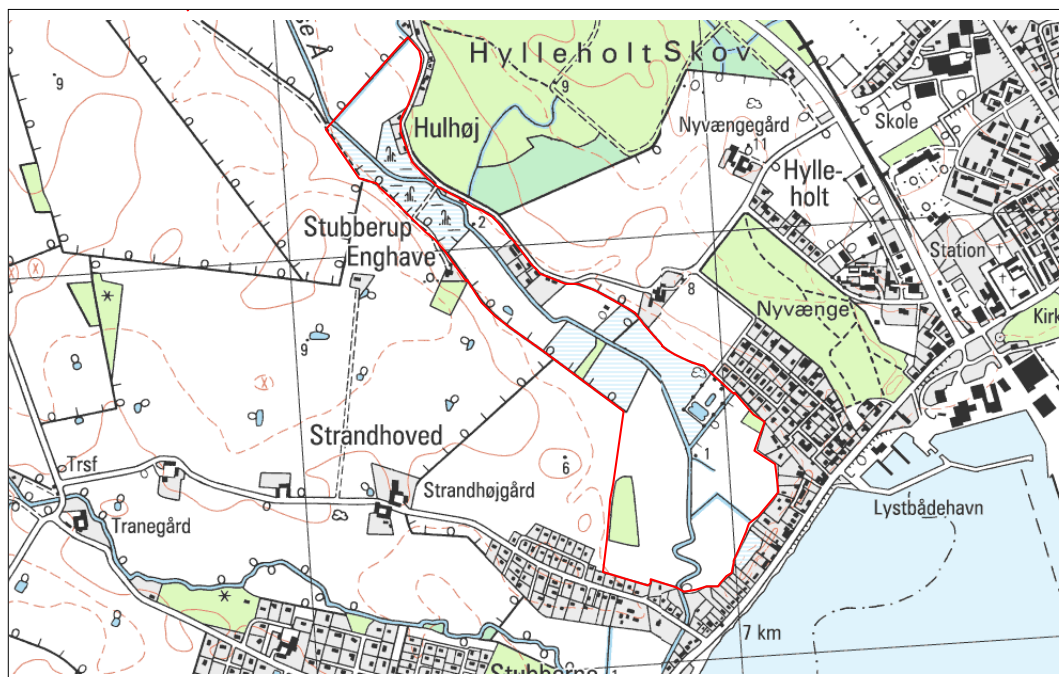 Hylleholt Skov
9
9
Hulhøj
Nyvængegård
11
Skole
Hylle-
holt
2
Stubberup
Enghave
Station
8
Nyvænge
Kirk
9
Strandhoved
6
1
Trsf
Strandhøjgård
Tranegård
Lystbådehavn
7 km